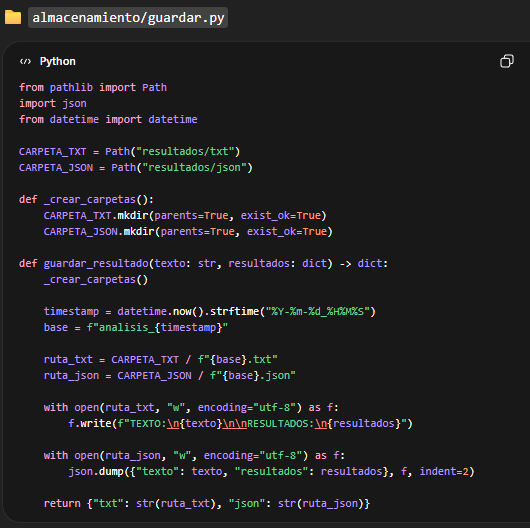 almacenamiento/guardar.py
Python
from pathlib import Path
import json
from datetime import datetime

CARPETA_TXT = Path("resultados/txt")
CARPETA_JSON = Path("resultados/json")

def _crear_carpetas():
    CARPETA_TXT.mkdir(parents=True, exist_ok=True)
    CARPETA_JSON.mkdir(parents=True, exist_ok=True)

def guardar_resultado(texto: str, resultados: dict) -> dict:
    _crear_carpetas()

    timestamp = datetime.now().strftime("%Y-%m-%d_%H%M%S")
    base = f"analisis_{timestamp}"

    ruta_txt = CARPETA_TXT / f"{base}.txt"
    ruta_json = CARPETA_JSON / f"{base}.json"

    with open(ruta_txt, "w", encoding="utf-8") as f:
        f.write(f"TEXTO:\n{texto}\n\nRESULTADOS:\n{resultados}")

    with open(ruta_json, "w", encoding="utf-8") as f:
        json.dump({"texto": texto, "resultados": resultados}, f, indent=2)

    return {"txt": str(ruta_txt), "json": str(ruta_json)}